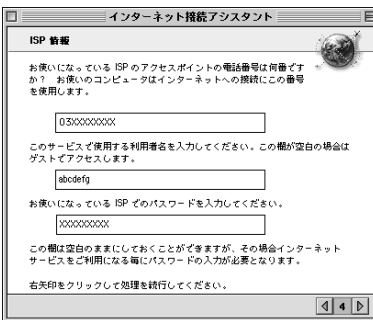 インターネット接続アシスタント
ISP 情報
お使いになっている ISP のアクセスポイントの電話番号は何番です
か？ お使いのコンピュータはインターネットへの接続にこの番号
を使用します。
03XXXXXXXX
このサービスで使用する利用者名を入力してください。この欄が空白の場合は
ゲストでアクセスします。
abcdefg
お使いになっている ISP でのパスワードを入力してください。
XXXXXXXXX
この欄は空白のままにしておくことができますが、その場合インターネット
サービスをご利用になる毎にパスワードの入力が必要となります。
右矢印をクリックして処理を続行してください。
4